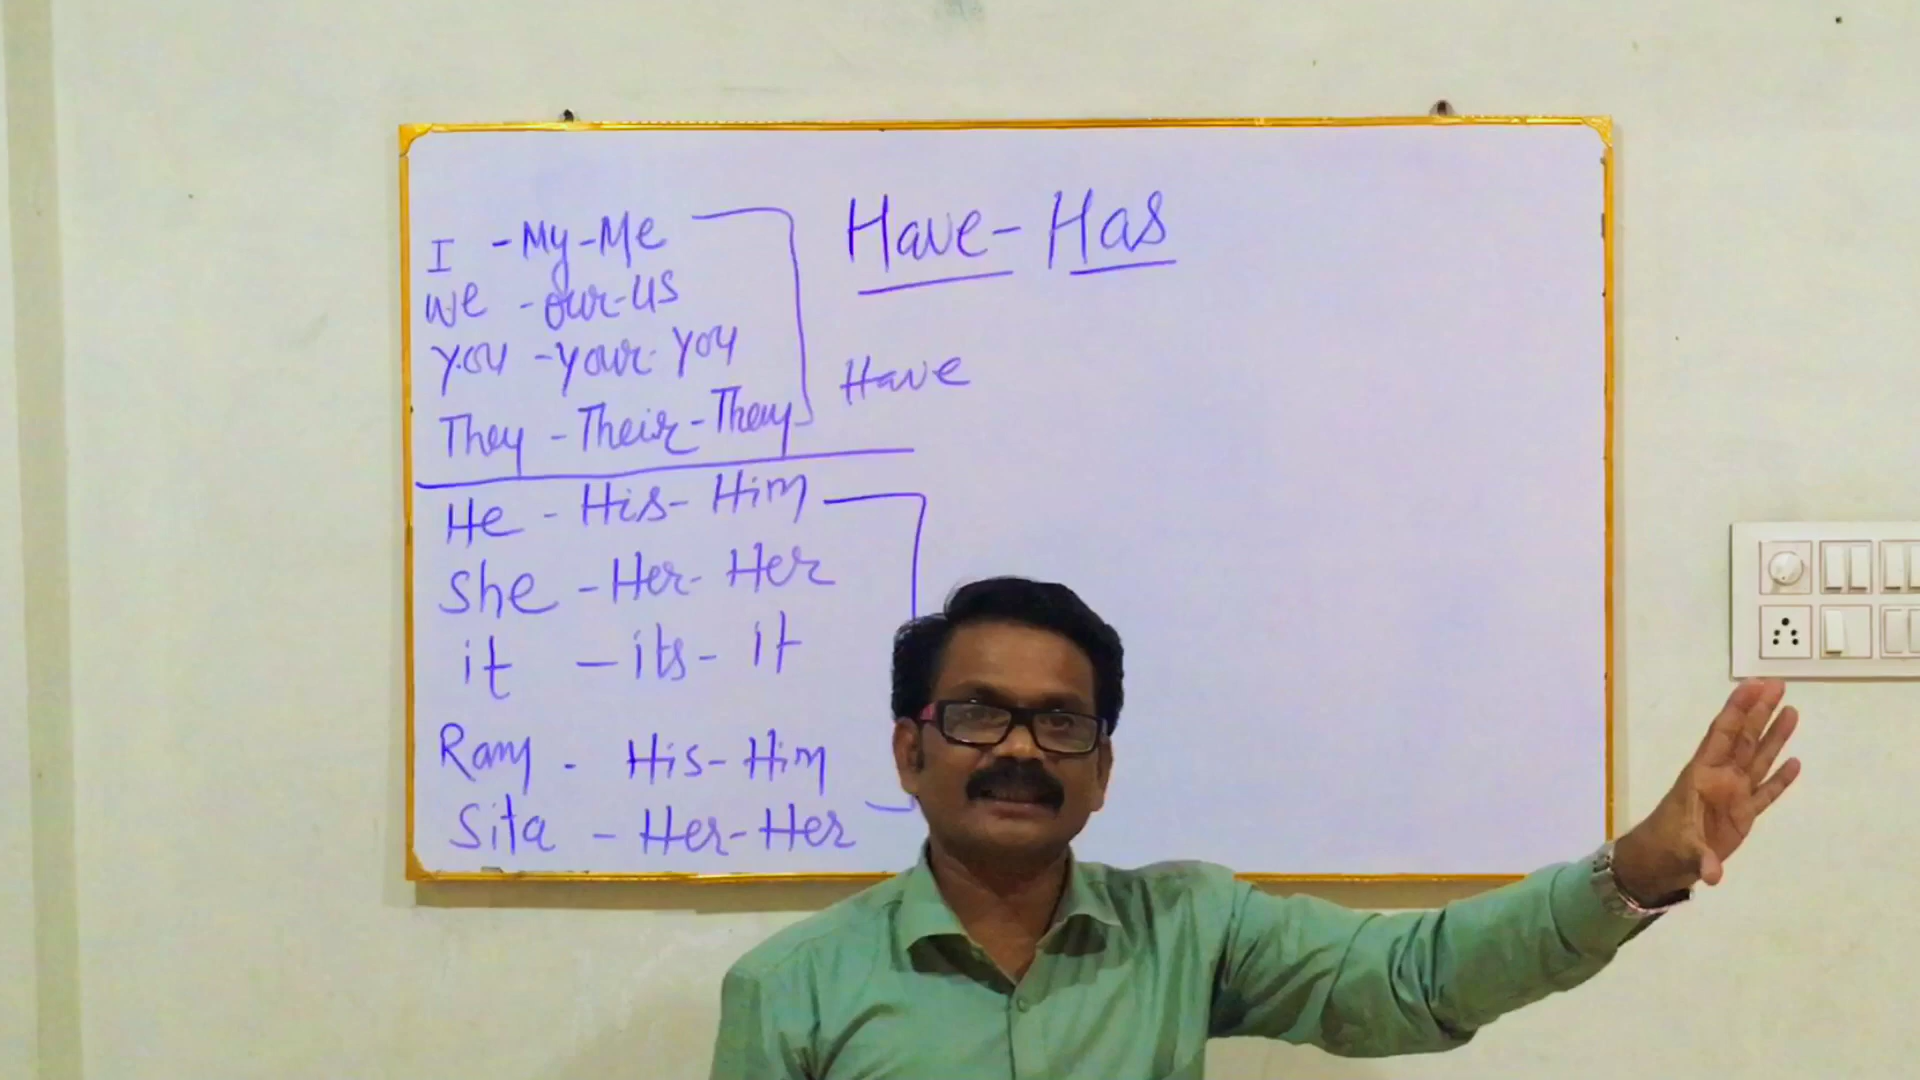 I - My - Me
We - our - us
You - Your - You
They - Their - They
He - His - Him
She - Her - Her
it - its - it
Ram - His - Him
Sita - Her - Her
Have - Has
Have